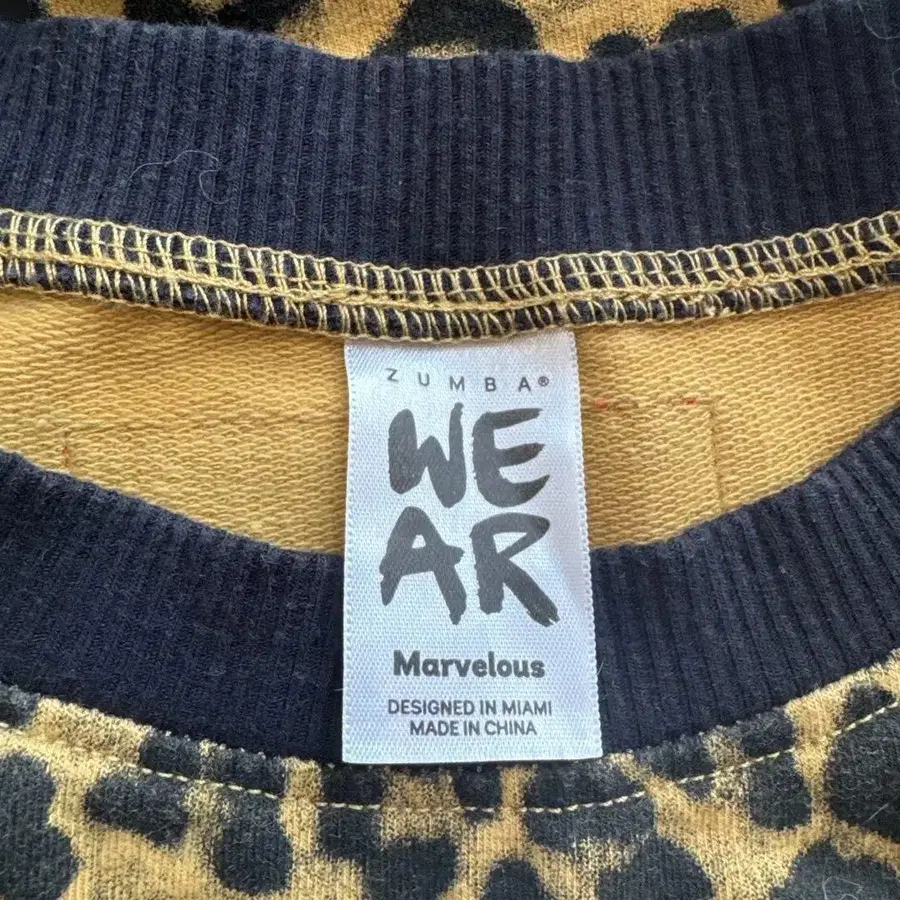 ZUMBA®
WE
AR
Marvelous
DESIGNED IN MIAMI
MADE IN CHINA